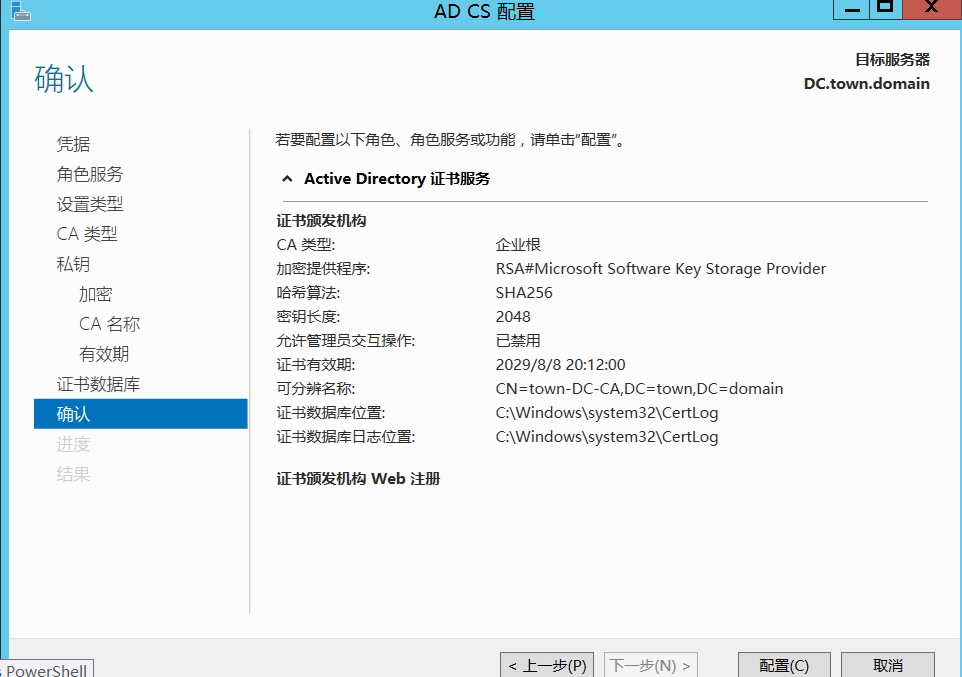 AD CS 配置
确认
目标服务器
DC.town.domain
凭据
角色服务
设置类型
CA 类型
私钥
加密
CA 名称
有效期
证书数据库
确认
进度
结果
若要配置以下角色、角色服务或功能，请单击"配置"。
Active Directory 证书服务
证书颁发机构
CA 类型: 企业根
加密提供程序: RSA#Microsoft Software Key Storage Provider
哈希算法: SHA256
密钥长度: 2048
允许管理员交互操作: 已禁用
证书有效期: 2029/8/8 20:12:00
可分辨名称: CN=town-DC-CA,DC=town,DC=domain
证书数据库位置: C:\Windows\system32\CertLog
证书数据库日志位置: C:\Windows\system32\CertLog
证书颁发机构 Web 注册
< 上一步(P) 下一步(N) > 配置(C) 取消
PowerShell